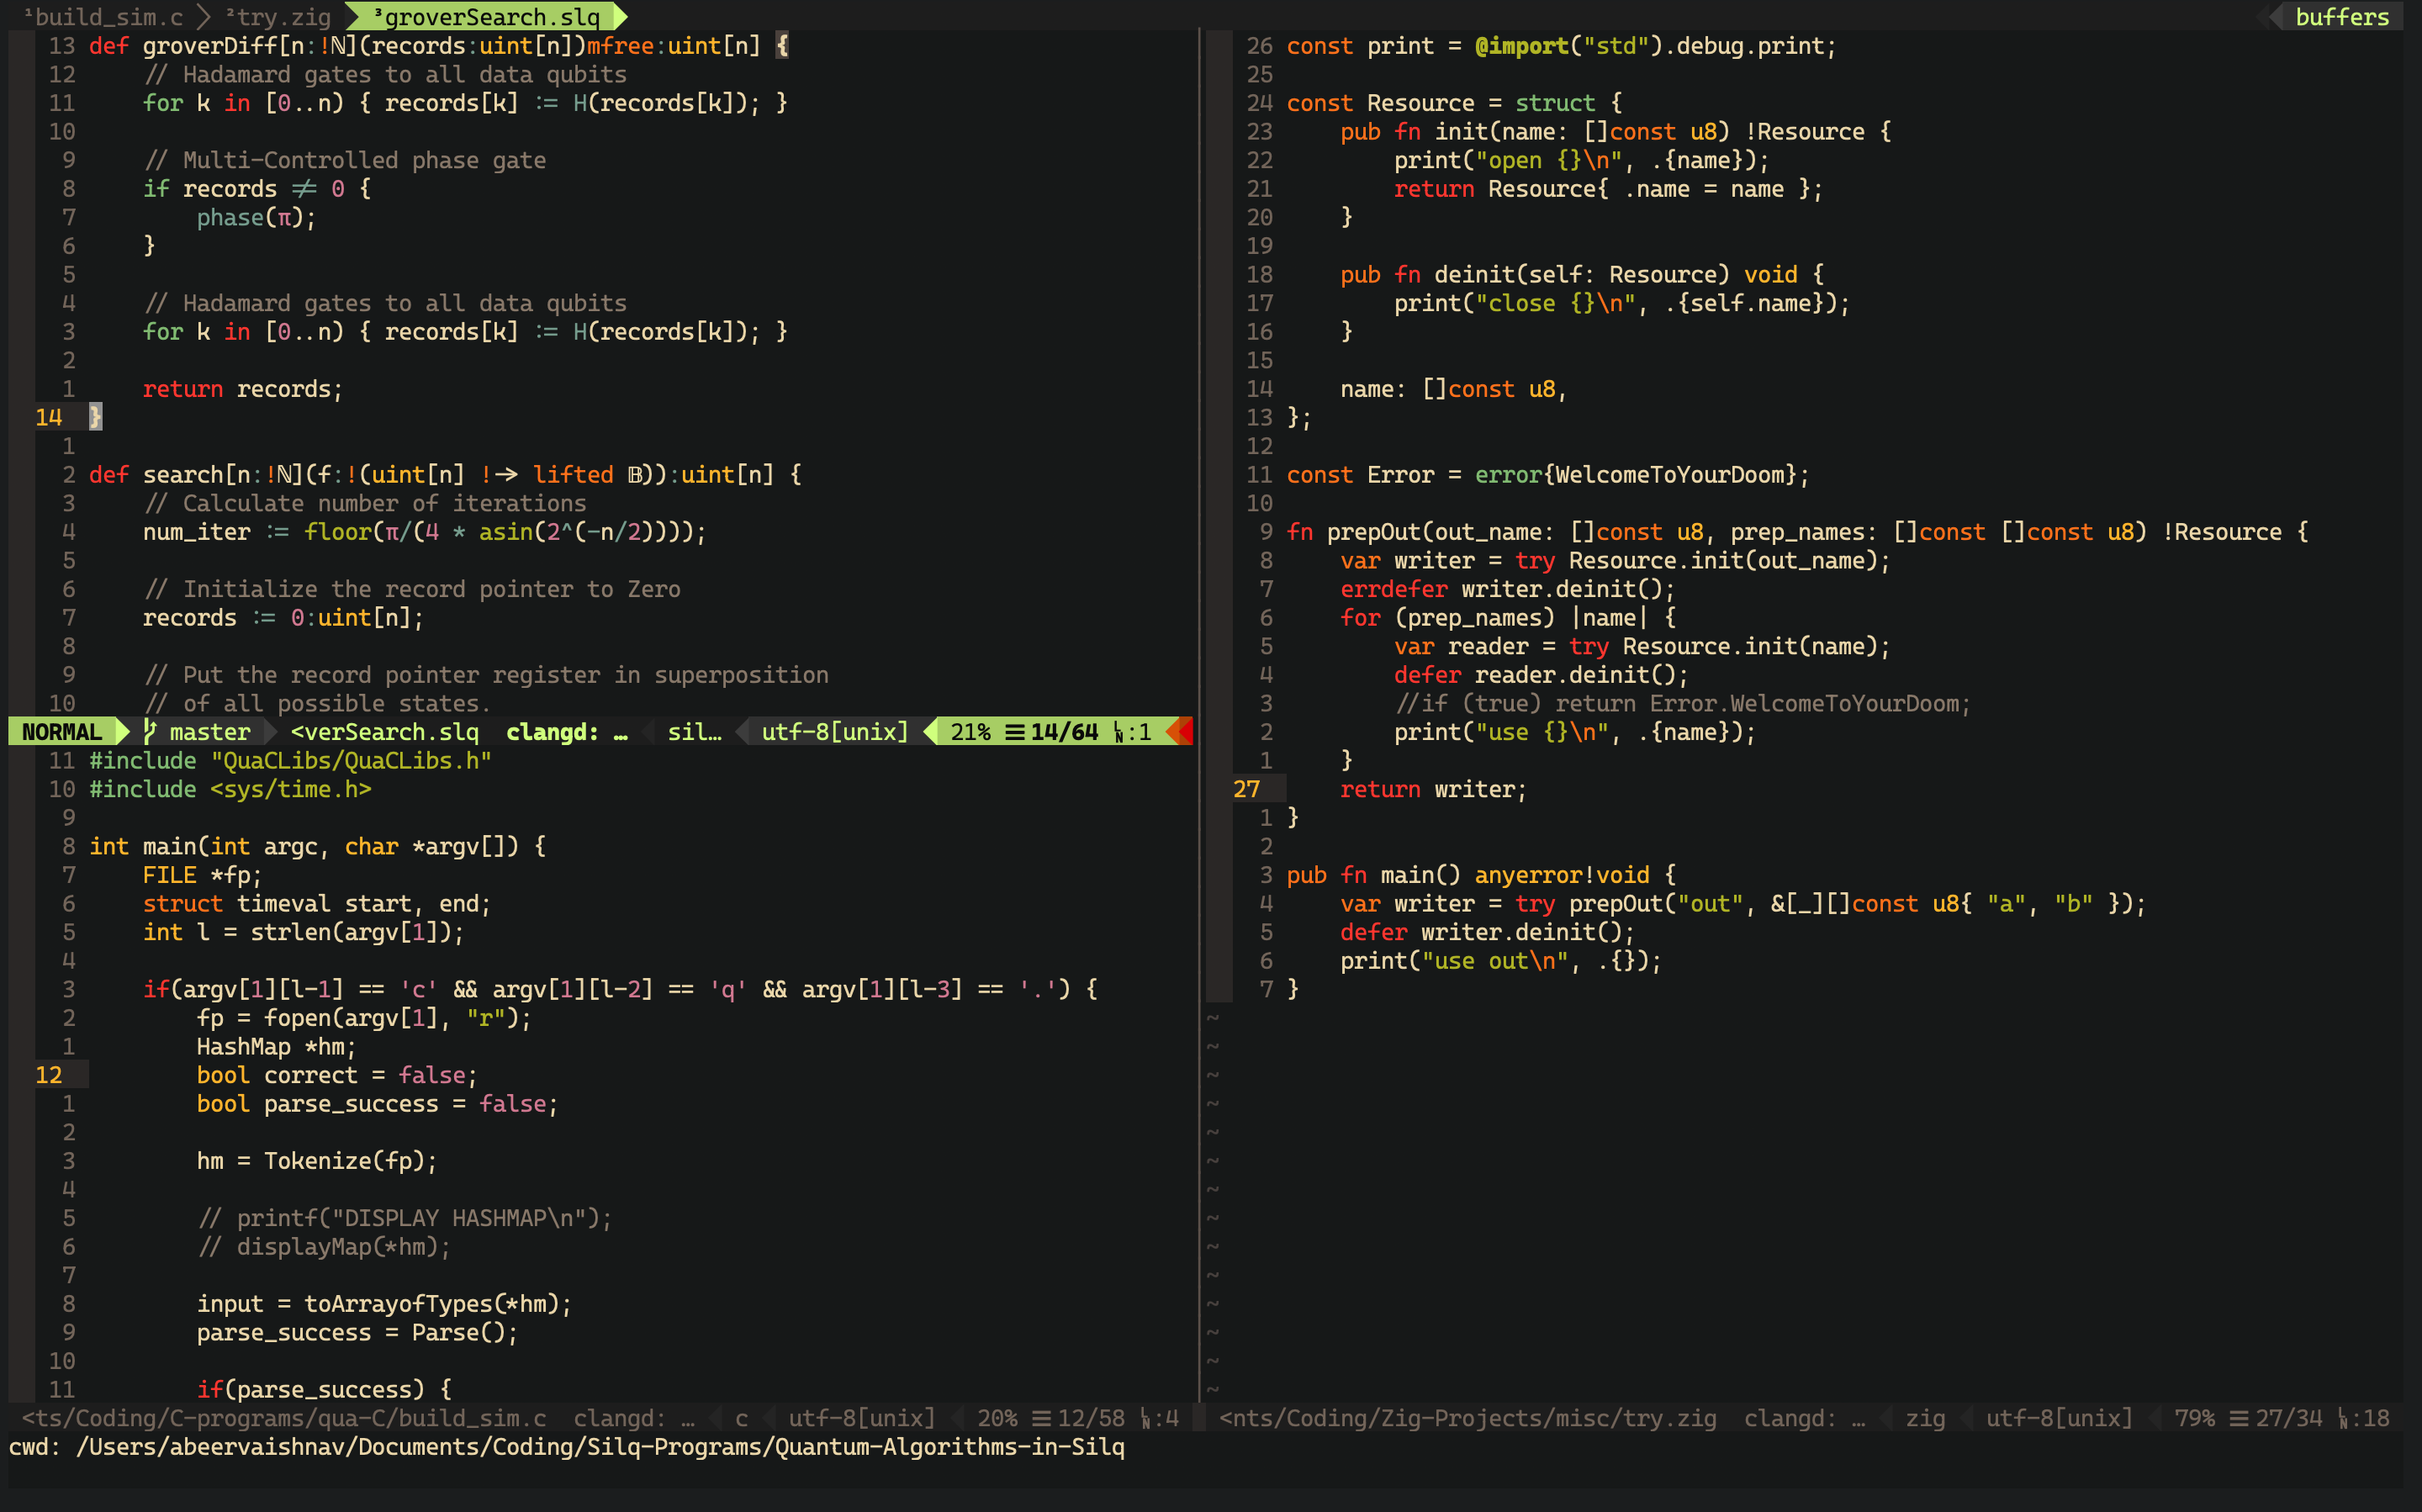 ¹build_sim.c ²try.zig ³groverSearch.slq buffers
13 def groverDiff[n:!ℕ](records:uint[n])mfree:uint[n] {
12     // Hadamard gates to all data qubits
11     for k in [0..n) { records[k] := H(records[k]); }
10
9     // Multi-Controlled phase gate
8     if records ≠ 0 {
7         phase(π);
6     }
5
4     // Hadamard gates to all data qubits
3     for k in [0..n) { records[k] := H(records[k]); }
2
1     return records;
14 }
1
2 def search[n:!ℕ](f:!(uint[n] !→ lifted 𝔹)):uint[n] {
3     // Calculate number of iterations
4     num_iter := floor(π/(4 * asin(2^(-n/2))));
5
6     // Initialize the record pointer to Zero
7     records := 0:uint[n];
8
9     // Put the record pointer register in superposition
10     // of all possible states.
NORMAL master <verSearch.slq clangd: … sil… utf-8[unix] 21% ☰14/64 :1
11 #include "QuaCLibs/QuaCLibs.h"
10 #include <sys/time.h>
9
8 int main(int argc, char *argv[]) {
7     FILE *fp;
6     struct timeval start, end;
5     int l = strlen(argv[1]);
4
3     if(argv[1][l-1] == 'c' && argv[1][l-2] == 'q' && argv[1][l-3] == '.') {
2         fp = fopen(argv[1], "r");
1         HashMap *hm;
12         bool correct = false;
1         bool parse_success = false;
2
3         hm = Tokenize(fp);
4
5         // printf("DISPLAY HASHMAP\n");
6         // displayMap(*hm);
7
8         input = toArrayofTypes(*hm);
9         parse_success = Parse();
10
11         if(parse_success) {
<ts/Coding/C-programs/qua-C/build_sim.c clangd: … c utf-8[unix] 20% ☰12/58 :4
26 const print = @import("std").debug.print;
25
24 const Resource = struct {
23     pub fn init(name: []const u8) !Resource {
22         print("open {}\n", .{name});
21         return Resource{ .name = name };
20     }
19
18     pub fn deinit(self: Resource) void {
17         print("close {}\n", .{self.name});
16     }
15
14     name: []const u8,
13 };
12
11 const Error = error{WelcomeToYourDoom};
10
9 fn prepOut(out_name: []const u8, prep_names: []const []const u8) !Resource {
8     var writer = try Resource.init(out_name);
7     errdefer writer.deinit();
6     for (prep_names) |name| {
5         var reader = try Resource.init(name);
4         defer reader.deinit();
3         //if (true) return Error.WelcomeToYourDoom;
2         print("use {}\n", .{name});
1     }
27     return writer;
1 }
2
3 pub fn main() anyerror!void {
4     var writer = try prepOut("out", &[_][]const u8{ "a", "b" });
5     defer writer.deinit();
6     print("use out\n", .{});
7 }
~
~
~
~
~
~
~
~
~
~
~
~
~
~
<nts/Coding/Zig-Projects/misc/try.zig clangd: … zig utf-8[unix] 79% ☰27/34 :18
cwd: /Users/abeervaishnav/Documents/Coding/Silq-Programs/Quantum-Algorithms-in-Silq